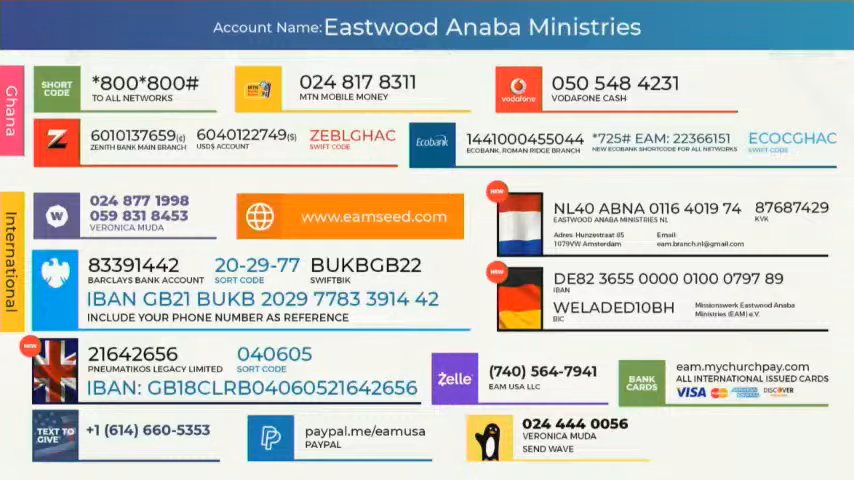 Account Name: Eastwood Anaba Ministries
Ghana
SHORT CODE
*800*800#
TO ALL NETWORKS
024 817 8311
MTN MOBILE MONEY
vodafone
050 548 4231
VODAFONE CASH
Z
6010137659(¢)
ZENITH BANK MAIN BRANCH
6040122749($)
USD$ ACCOUNT
ZEBLGHAC
SWIFT CODE
Ecobank
1441000455044
ECOBANK, ROMAN RIDGE BRANCH
*725# EAM: 22366151
NEW ECOBANK SHORTCODE FOR ALL NETWORKS
ECOCGHAC
SWIFT CODE
International
W
024 877 1998
059 831 8453
VERONICA MUDA
www.eamseed.com
NEW
NL40 ABNA 0116 4019 74
EASTWOOD ANABA MINISTRIES NL
87687429
KVK
Adres: Hunzestraat 85
1079VW Amsterdam
Email:
eam.branch.nl@gmail.com
83391442
BARCLAYS BANK ACCOUNT
20-29-77
SORT CODE
BUKBGB22
SWIFTBIK
IBAN GB21 BUKB 2029 7783 3914 42
INCLUDE YOUR PHONE NUMBER AS REFERENCE
NEW
DE82 3655 0000 0100 0797 89
IBAN
WELADED10BH
BIC
Missionswerk Eastwood Anaba
Ministries (EAM) e.V.
NEW
21642656
PNEUMATIKOS LEGACY LIMITED
040605
SORT CODE
IBAN: GB18CLRB04060521642656
Zelle
(740) 564-7941
EAM USA LLC
BANK CARDS
eam.mychurchpay.com
ALL INTERNATIONAL ISSUED CARDS
VISA
DISCOVER
TEXT TO GIVE
+1 (614) 660-5353
paypal.me/eamusa
PAYPAL
024 444 0056
VERONICA MUDA
SEND WAVE